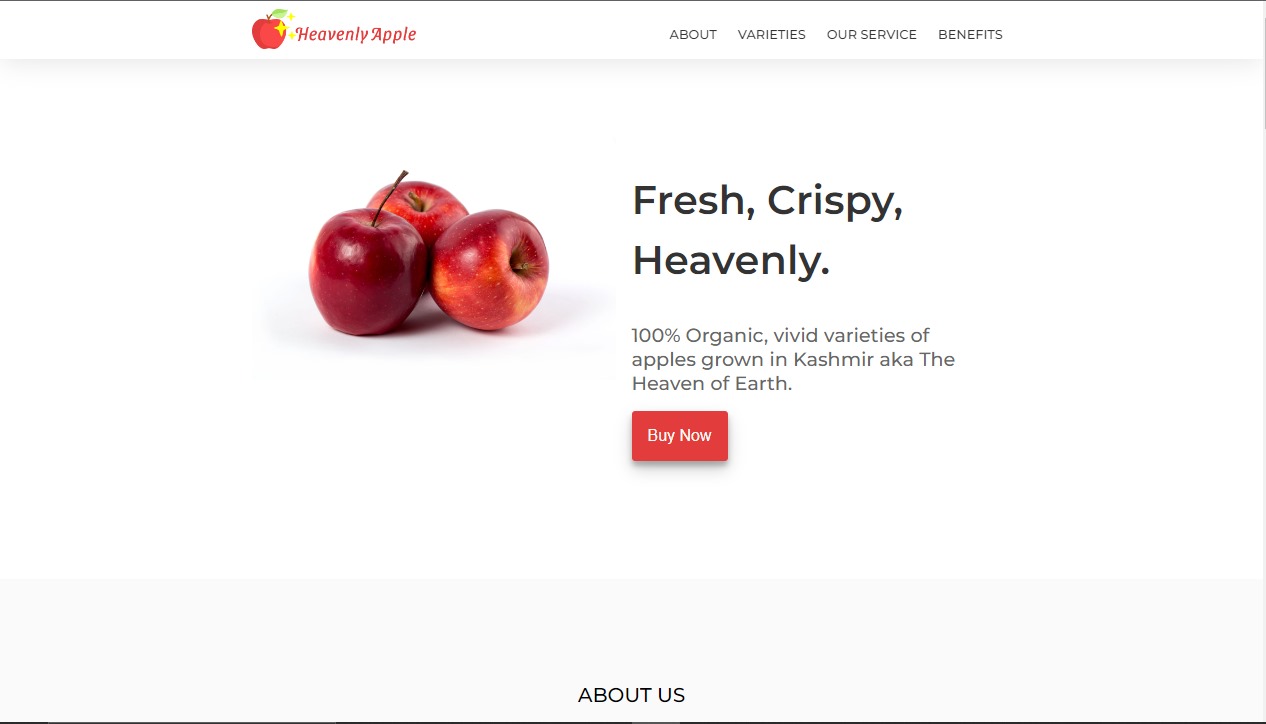 Heavenly Apple
ABOUT VARIETIES OUR SERVICE BENEFITS
Fresh, Crispy,
Heavenly.
100% Organic, vivid varieties of
apples grown in Kashmir aka The
Heaven of Earth.
Buy Now
ABOUT US